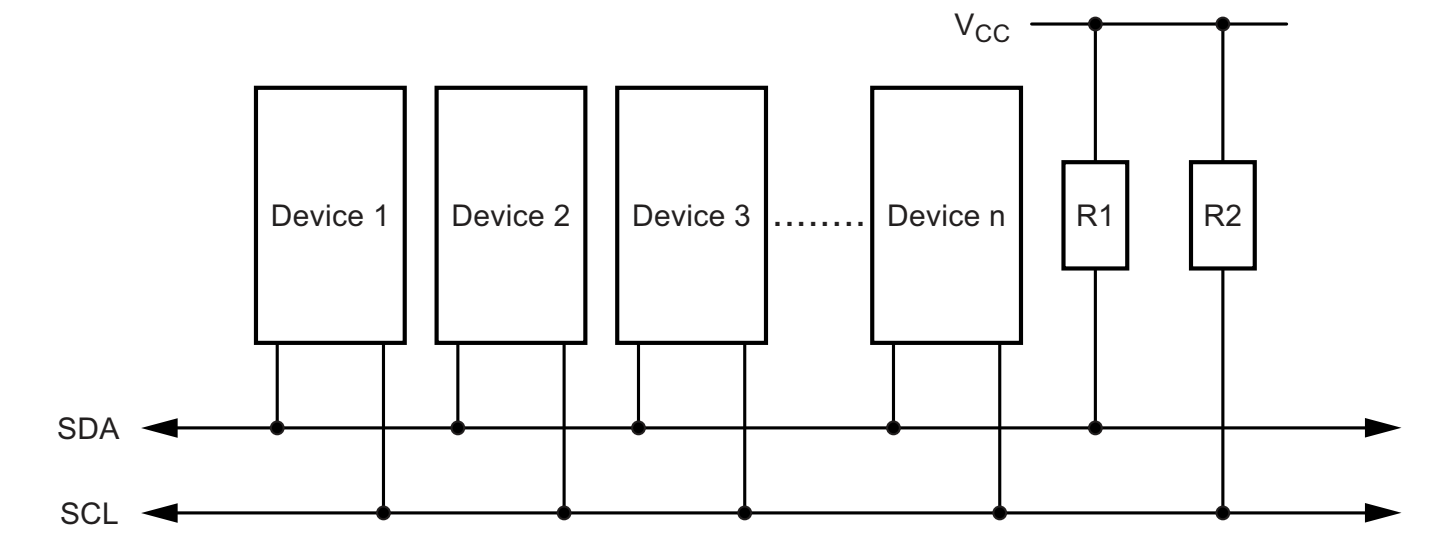 VCC
Device 1 Device 2 Device 3 ........ Device n R1 R2
SDA
SCL